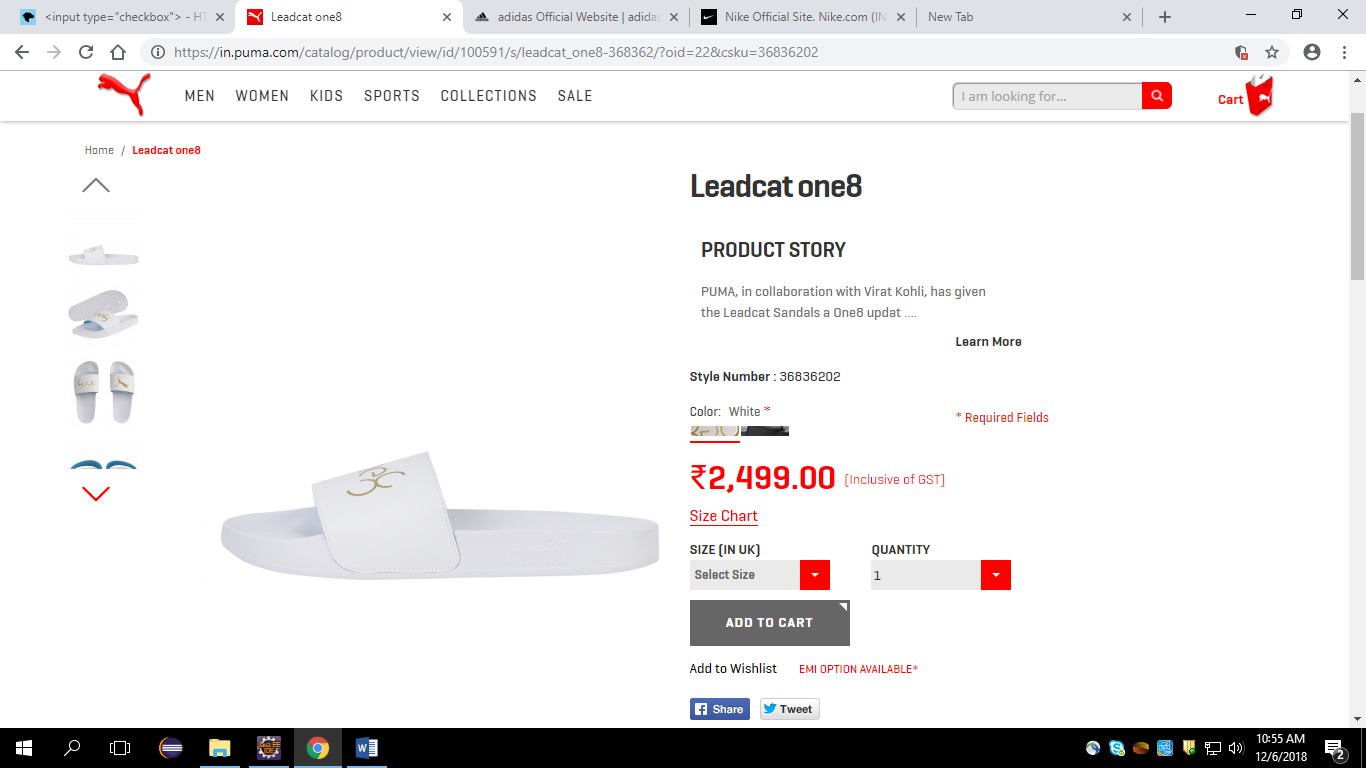 <input type="checkbox"> - HT
Leadcat one8
adidas Official Website | adidas
Nike Official Site. Nike.com (IN
New Tab
https://in.puma.com/catalog/product/view/id/100591/s/leadcat_one8-368362/?oid=22&csku=36836202
MEN WOMEN KIDS SPORTS COLLECTIONS SALE
I am looking for...
Cart
Home / Leadcat one8
Leadcat one8
PRODUCT STORY
PUMA, in collaboration with Virat Kohli, has given
the Leadcat Sandals a One8 updat ....
Learn More
Style Number : 36836202
Color: White *
* Required Fields
₹2,499.00 (Inclusive of GST)
Size Chart
SIZE (IN UK) QUANTITY
Select Size 1
ADD TO CART
Add to Wishlist EMI OPTION AVAILABLE*
Share Tweet
10:55 AM
12/6/2018
2